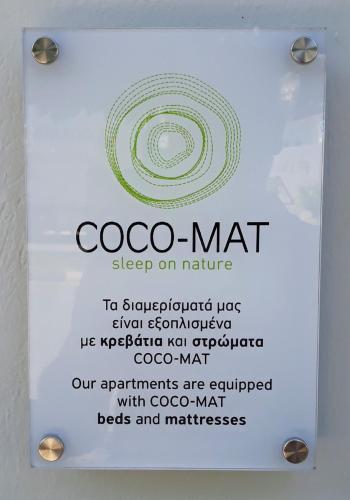 COCO-MAT
sleep on nature
Τα διαμερίσματά μας
είναι εξοπλισμένα
με κρεβάτια και στρώματα
COCO-MAT
Our apartments are equipped
with COCO-MAT
beds and mattresses